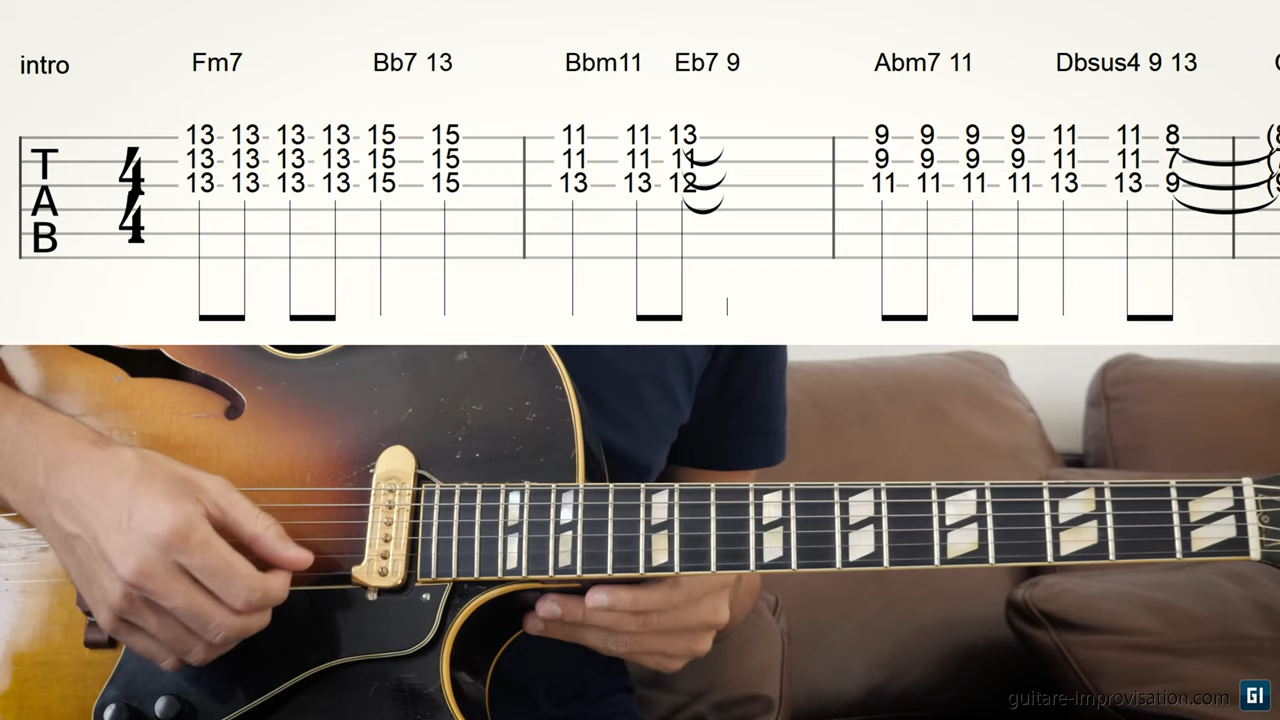 intro Fm7 Bb7 13 Bbm11 Eb7 9 Abm7 11 Dbsus4 9 13
13 13 13 13 15 15 11 11 13 9 9 9 9 11 11 8 (8
T 4 13 13 13 13 15 15 11 11 11 9 9 9 9 11 11 7 (7
A 4 13 13 13 13 15 15 13 13 12 11 11 11 11 13 13 9 (9
B
guitare-improvisation.com GI